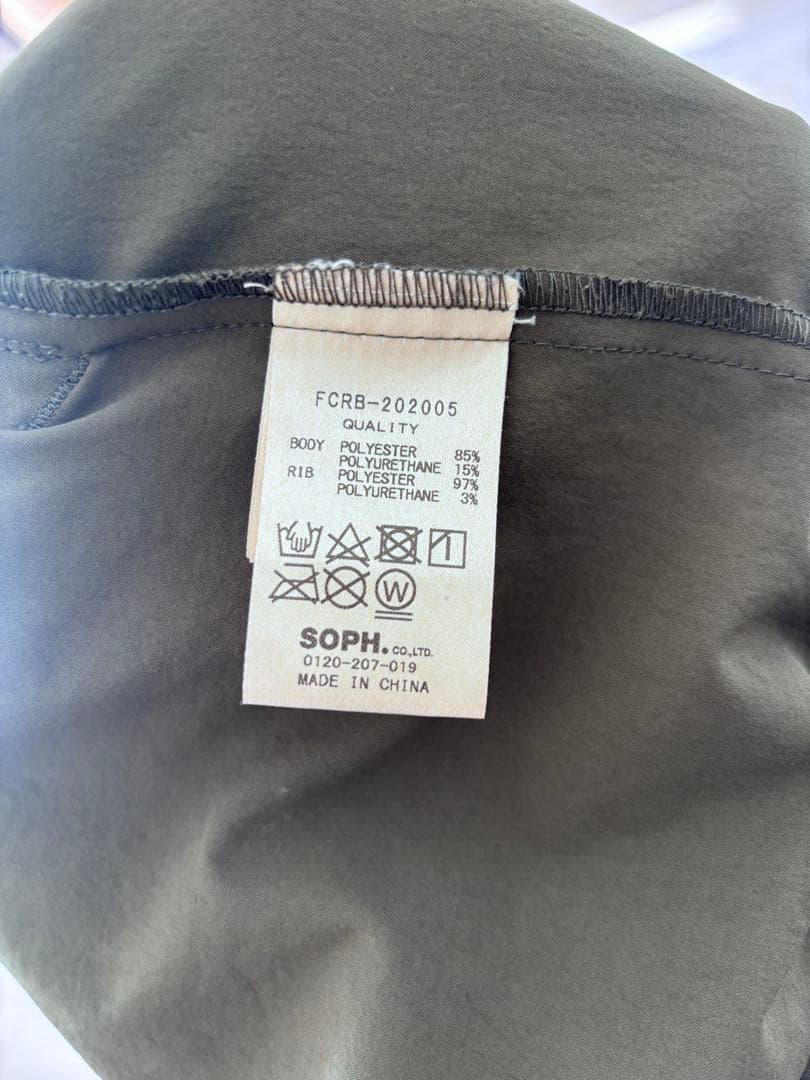 FCRB-202005
QUALITY
BODY POLYESTER 85%
POLYURETHANE 15%
RIB POLYESTER 97%
POLYURETHANE 3%
W
SOPH. CO.,LTD.
0120-207-019
MADE IN CHINA